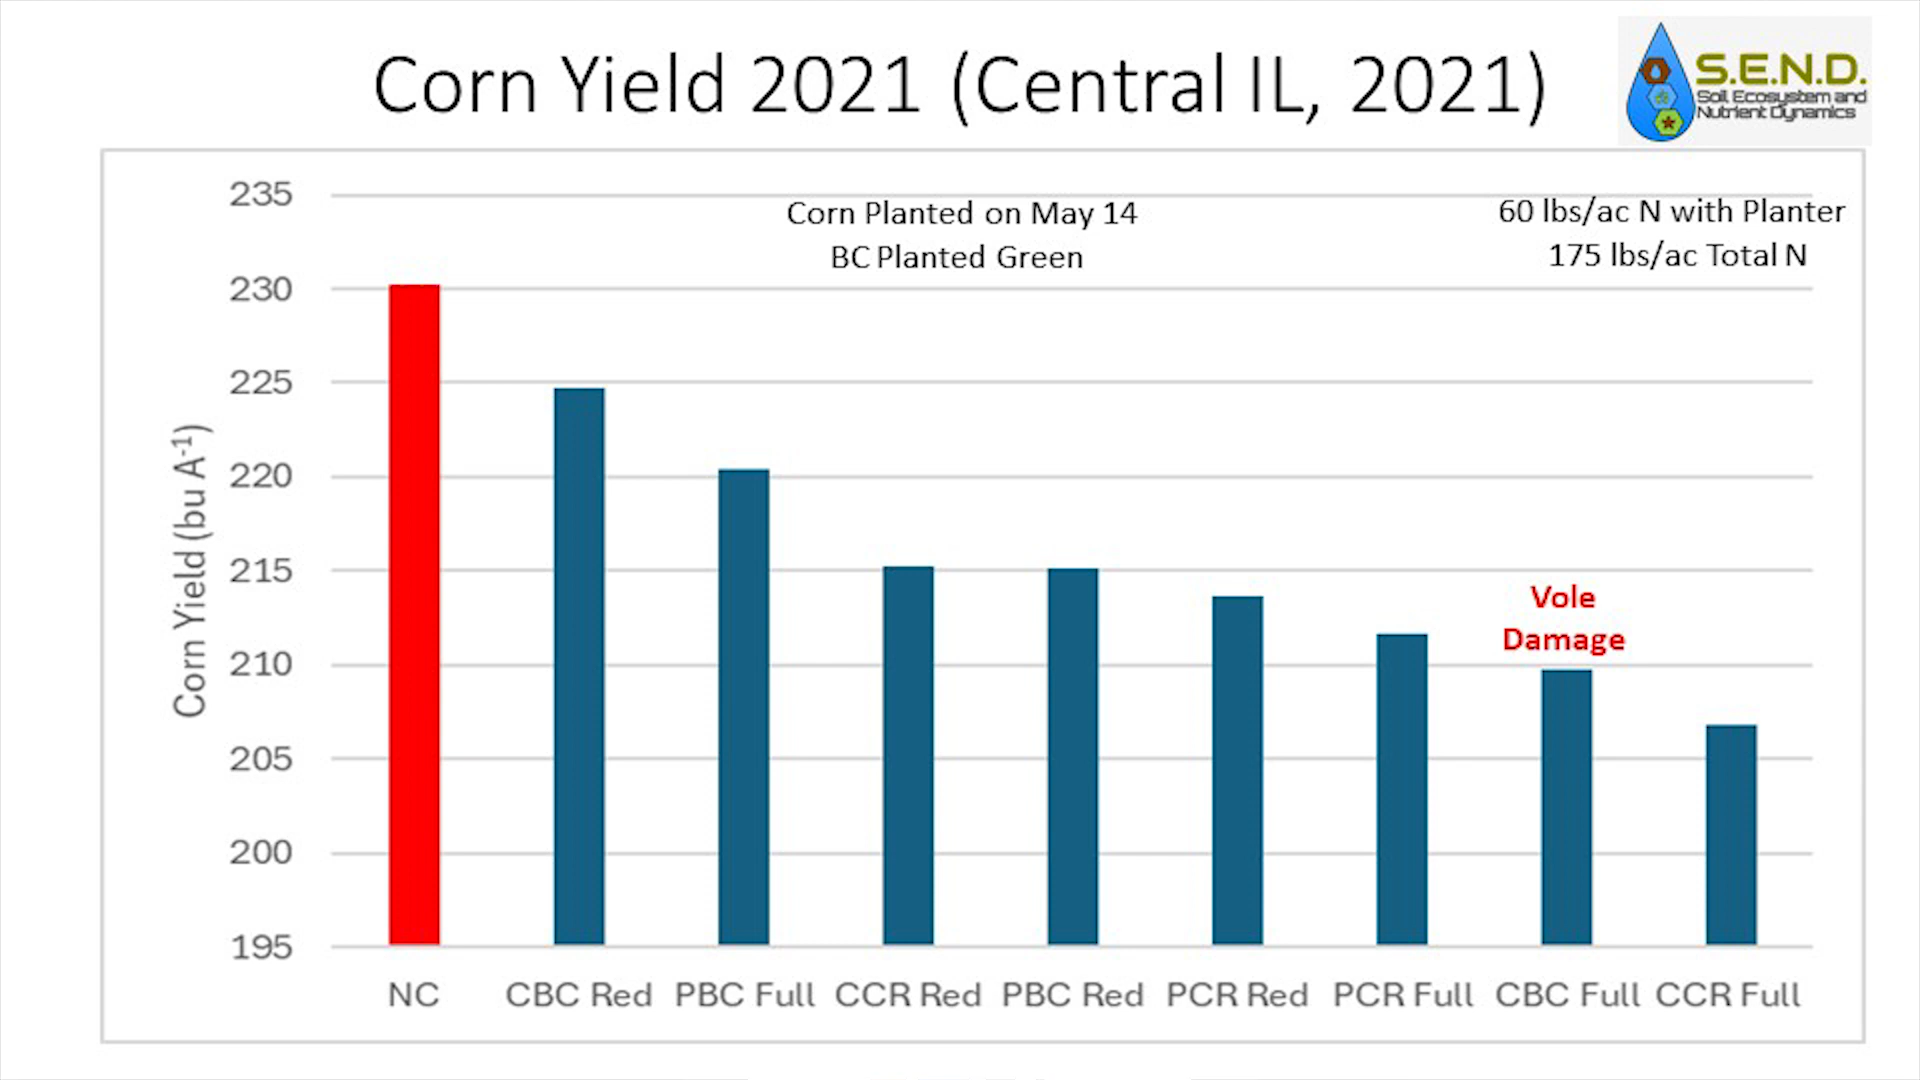 Corn Yield 2021 (Central IL, 2021)
S.E.N.D.
Soil Ecosystem and
Nutrient Dynamics
235
230
225
220
215
210
205
200
195
Corn Yield (bu A⁻¹)
Corn Planted on May 14
BC Planted Green
60 lbs/ac N with Planter
175 lbs/ac Total N
Vole
Damage
NC CBC Red PBC Full CCR Red PBC Red PCR Red PCR Full CBC Full CCR Full